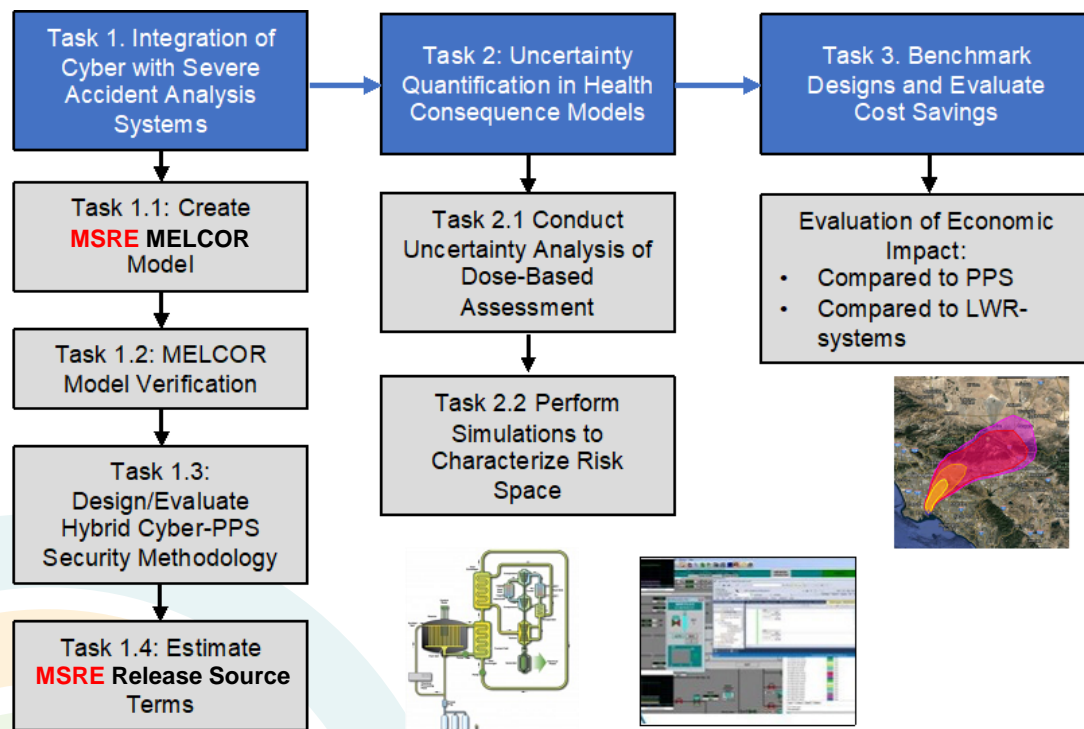 Task 1. Integration of
Cyber with Severe
Accident Analysis
Systems
Task 1.1: Create
MSRE MELCOR
Model
Task 1.2: MELCOR
Model Verification
Task 1.3:
Design/Evaluate
Hybrid Cyber-PPS
Security Methodology
Task 1.4: Estimate
MSRE Release Source
Terms
Task 2: Uncertainty
Quantification in Health
Consequence Models
Task 2.1 Conduct
Uncertainty Analysis of
Dose-Based
Assessment
Task 2.2 Perform
Simulations to
Characterize Risk
Space
Task 3. Benchmark
Designs and Evaluate
Cost Savings
Evaluation of Economic
Impact:
• Compared to PPS
• Compared to LWR-
systems